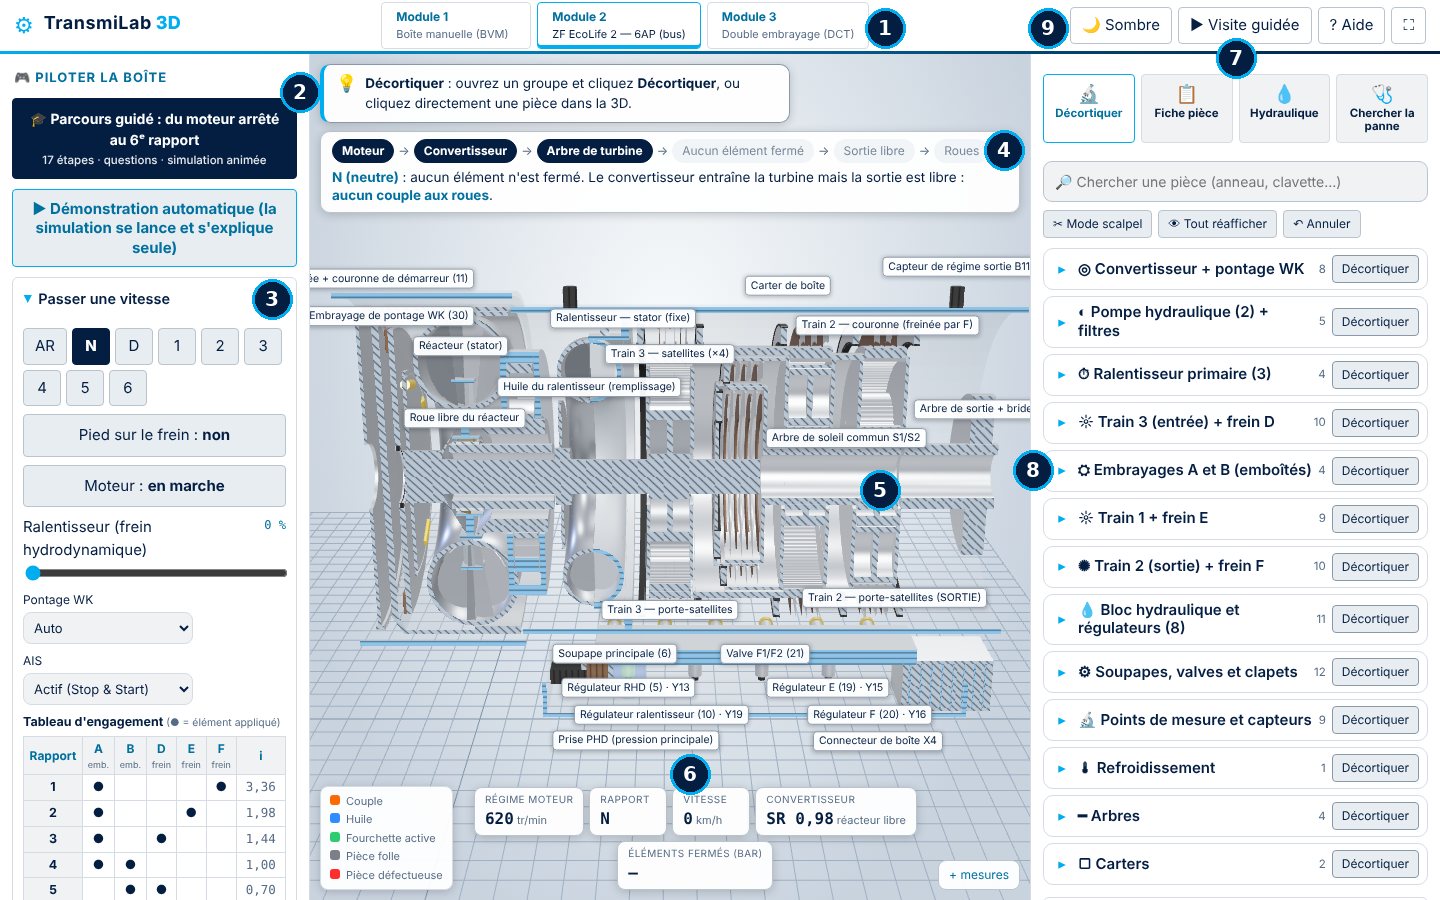 TransmiLab 3D
Module 1
Boîte manuelle (BVM)
Module 2
ZF EcoLife 2 — 6AP (bus)
Module 3
Double embrayage (DCT)
1
9
🌙 Sombre
▶ Visite guidée
? Aide
🎮 PILOTER LA BOÎTE
2
🎓 Parcours guidé : du moteur arrêté
au 6ᵉ rapport
17 étapes · questions · simulation animée
▶ Démonstration automatique (la
simulation se lance et s'explique
seule)
▼ Passer une vitesse
3
AR N D 1 2 3
4 5 6
Pied sur le frein : non
Moteur : en marche
Ralentisseur (frein
hydrodynamique)
0 %
Pontage WK
Auto
AIS
Actif (Stop & Start)
Tableau d'engagement (● = élément appliqué)
Rapport A B D E F i
emb. emb. frein frein frein
1 ● ● 3,36
2 ● ● 1,98
3 ● ● 1,44
4 ● ● 1,00
5 ● ● 0,70
💡 Décortiquer : ouvrez un groupe et cliquez Décortiquer, ou
cliquez directement une pièce dans la 3D.
Moteur → Convertisseur → Arbre de turbine → Aucun élément fermé → Sortie libre → Roues
4
N (neutre) : aucun élément n'est fermé. Le convertisseur entraîne la turbine mais la sortie est libre :
aucun couple aux roues.
Capteur de régime sortie B11
ée + couronne de démarreur (11)
Carter de boîte
Embrayage de pontage WK (30)
Ralentisseur — stator (fixe)
Train 2 — couronne (freinée par F)
Réacteur (stator)
Train 3 — satellites (×4)
Huile du ralentisseur (remplissage)
Roue libre du réacteur
Arbre de sortie + bride
Arbre de soleil commun S1/S2
5
Train 2 — porte-satellites (SORTIE)
Train 3 — porte-satellites
Soupape principale (6)
Valve F1/F2 (21)
Régulateur RHD (5) · Y13
Régulateur E (19) · Y15
Régulateur ralentisseur (10) · Y19
Régulateur F (20) · Y16
Prise PHD (pression principale)
Connecteur de boîte X4
6
Couple
Huile
Fourchette active
Pièce folle
Pièce défectueuse
RÉGIME MOTEUR
620 tr/min
RAPPORT
N
VITESSE
0 km/h
CONVERTISSEUR
SR 0,98 réacteur libre
ÉLÉMENTS FERMÉS (BAR)
—
+ mesures
7
🔬 Décortiquer
📋 Fiche pièce
💧 Hydraulique
🩺 Chercher la
panne
🔎 Chercher une pièce (anneau, clavette...)
✂ Mode scalpel
👁 Tout réafficher
↶ Annuler
▸ ◎ Convertisseur + pontage WK 8 Décortiquer
▸ Pompe hydraulique (2) +
filtres 5 Décortiquer
▸ ⏱ Ralentisseur primaire (3) 4 Décortiquer
▸ Train 3 (entrée) + frein D 10 Décortiquer
8
▸ Embrayages A et B (emboîtés) 4 Décortiquer
▸ Train 1 + frein E 9 Décortiquer
▸ Train 2 (sortie) + frein F 10 Décortiquer
▸ 💧 Bloc hydraulique et
régulateurs (8) 11 Décortiquer
▸ ⚙ Soupapes, valves et clapets 12 Décortiquer
▸ 🔬 Points de mesure et capteurs 9 Décortiquer
▸ 🌡 Refroidissement 1 Décortiquer
▸ ━ Arbres 4 Décortiquer
▸ ▢ Carters 2 Décortiquer